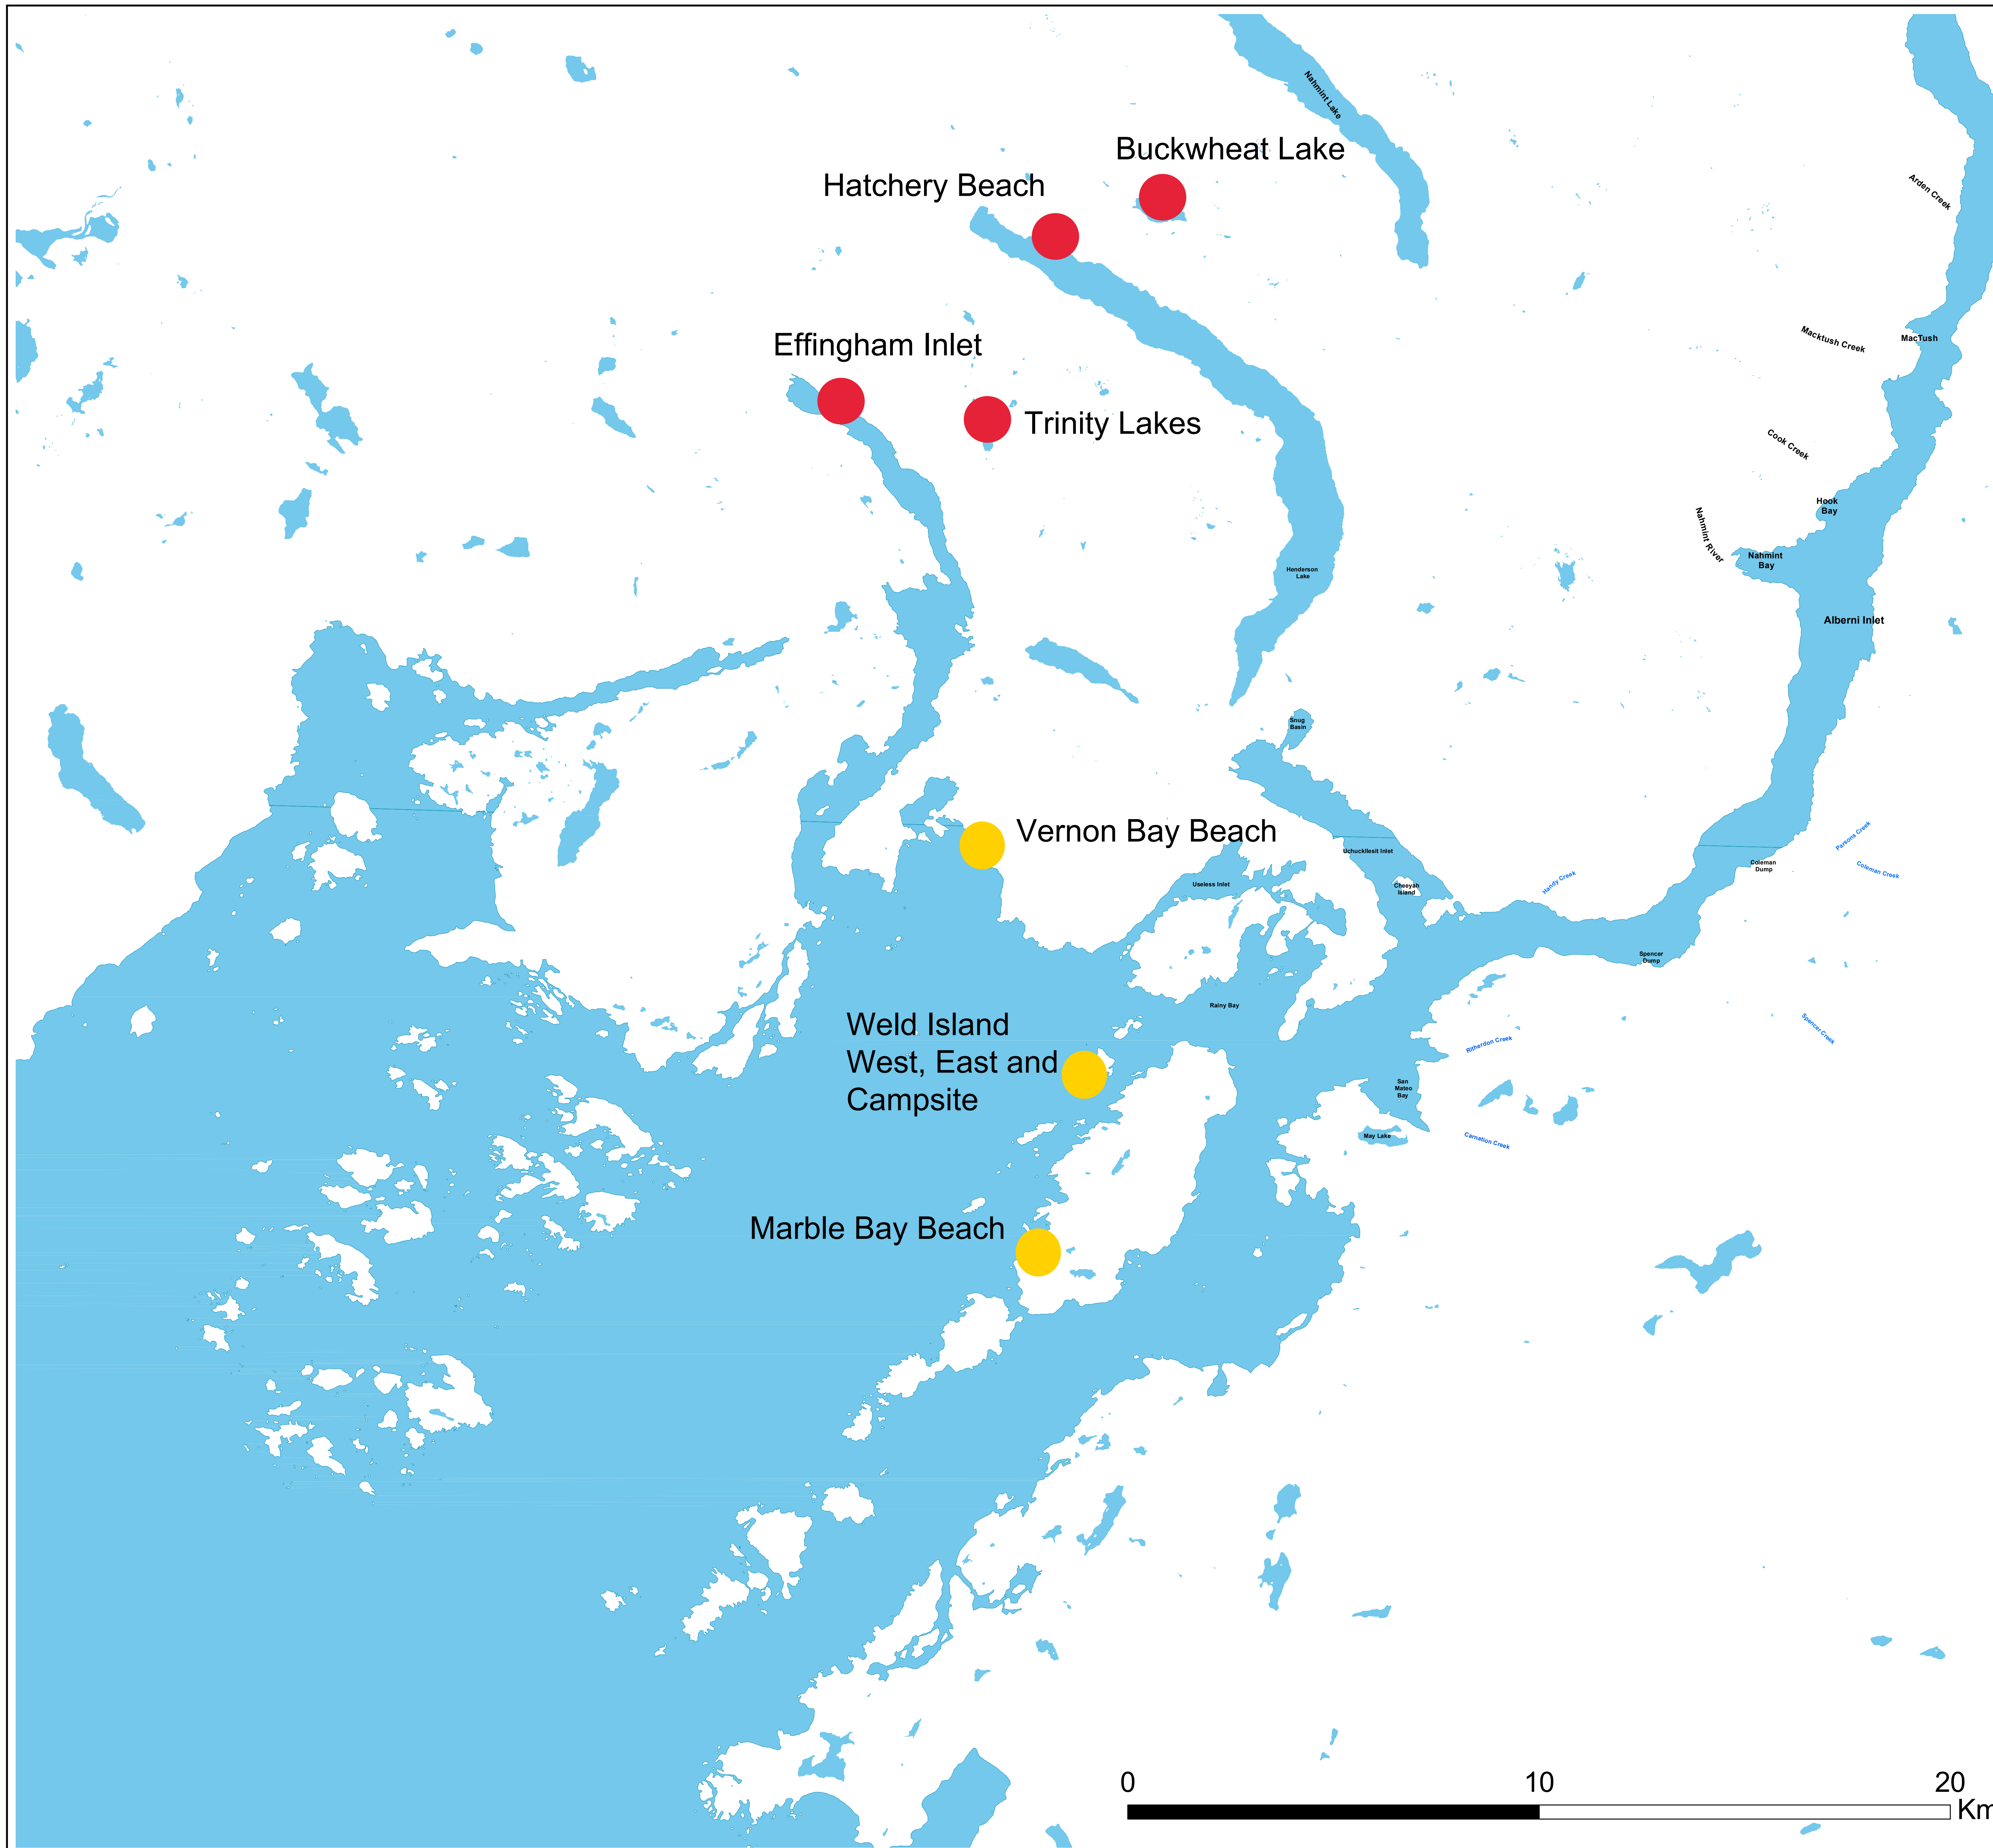 Nahmint Lake
Buckwheat Lake
Hatchery Beach
Arden Creek
Effingham Inlet
Macktush Creek
MacTush
Trinity Lakes
Cook Creek
Hook
Bay
Nahmint River
Nahmint
Bay
Henderson
Lake
Alberni Inlet
Snug
Basin
Vernon Bay Beach
Uchuckllesit Inlet
Parsons Creek
Coleman
Dump
Coleman Creek
Useless Inlet
Cheeyah
Island
Handy Creek
Spencer
Dump
Rainy Bay
Weld Island
West, East and
Campsite
Ritherdon Creek
Spencer Creek
San
Mateo
Bay
May Lake
Carnation Creek
Marble Bay Beach
0 10 20
Km